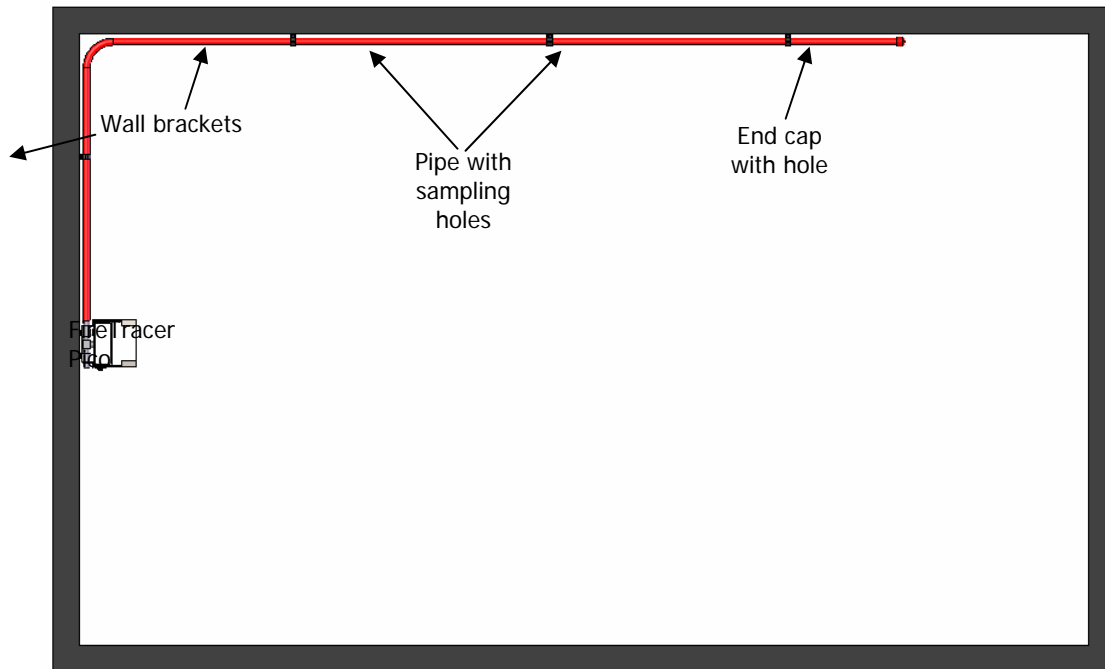 Wall brackets
Pipe with
sampling
holes
End cap
with hole
FireTracer
Pico